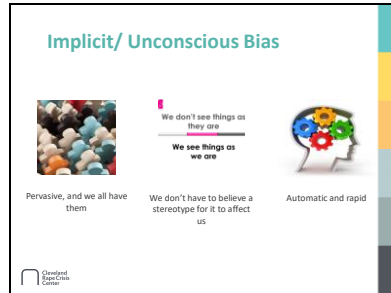 Implicit/ Unconscious Bias
We don't see things as
they are
We see things as
we are
Pervasive, and we all have
them
We don't have to believe a
stereotype for it to affect
us
Automatic and rapid
Cleveland
Rape Crisis
Center